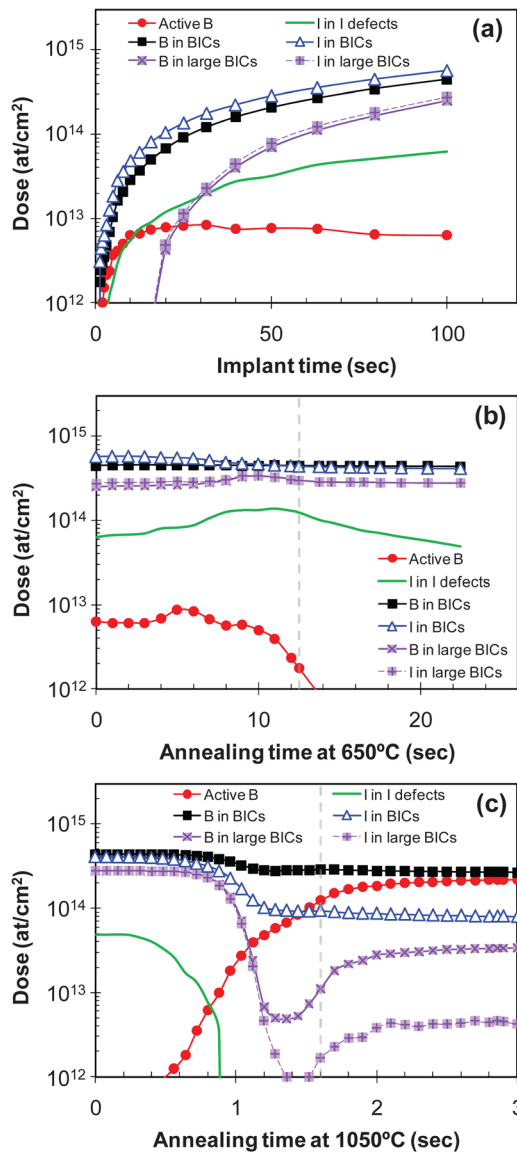 Active B I in I defects (a)
B in BICs I in BICs
B in large BICs I in large BICs
10¹⁵
10¹⁴
10¹³
10¹²
Dose (at/cm²)
0 50 100
Implant time (sec)
(b)
10¹⁵
10¹⁴
10¹³
10¹²
Dose (at/cm²)
Active B
I in I defects
B in BICs
I in BICs
B in large BICs
I in large BICs
0 10 20
Annealing time at 650ºC (sec)
Active B I in I defects (c)
B in BICs I in BICs
B in large BICs I in large BICs
10¹⁵
10¹⁴
10¹³
10¹²
Dose (at/cm²)
0 1 2 3
Annealing time at 1050ºC (sec)